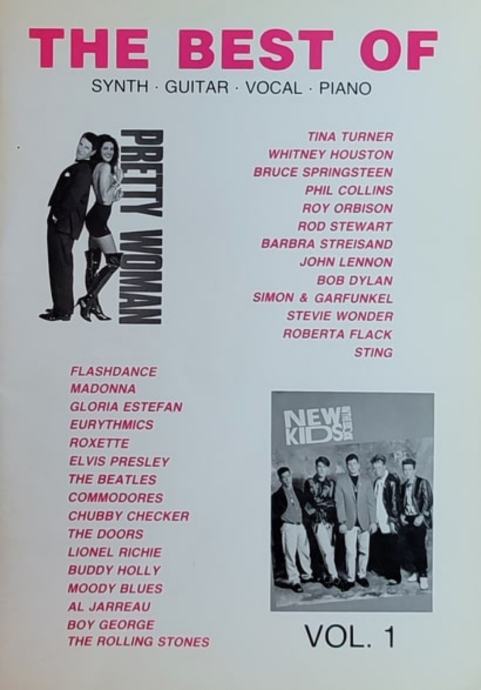 THE BEST OF
SYNTH · GUITAR · VOCAL · PIANO
PRETTY WOMAN
TINA TURNER
WHITNEY HOUSTON
BRUCE SPRINGSTEEN
PHIL COLLINS
ROY ORBISON
ROD STEWART
BARBRA STREISAND
JOHN LENNON
BOB DYLAN
SIMON & GARFUNKEL
STEVIE WONDER
ROBERTA FLACK
STING
FLASHDANCE
MADONNA
GLORIA ESTEFAN
EURYTHMICS
ROXETTE
ELVIS PRESLEY
THE BEATLES
COMMODORES
CHUBBY CHECKER
THE DOORS
LIONEL RICHIE
BUDDY HOLLY
MOODY BLUES
AL JARREAU
BOY GEORGE
THE ROLLING STONES
NEW
KIDS
VOL. 1